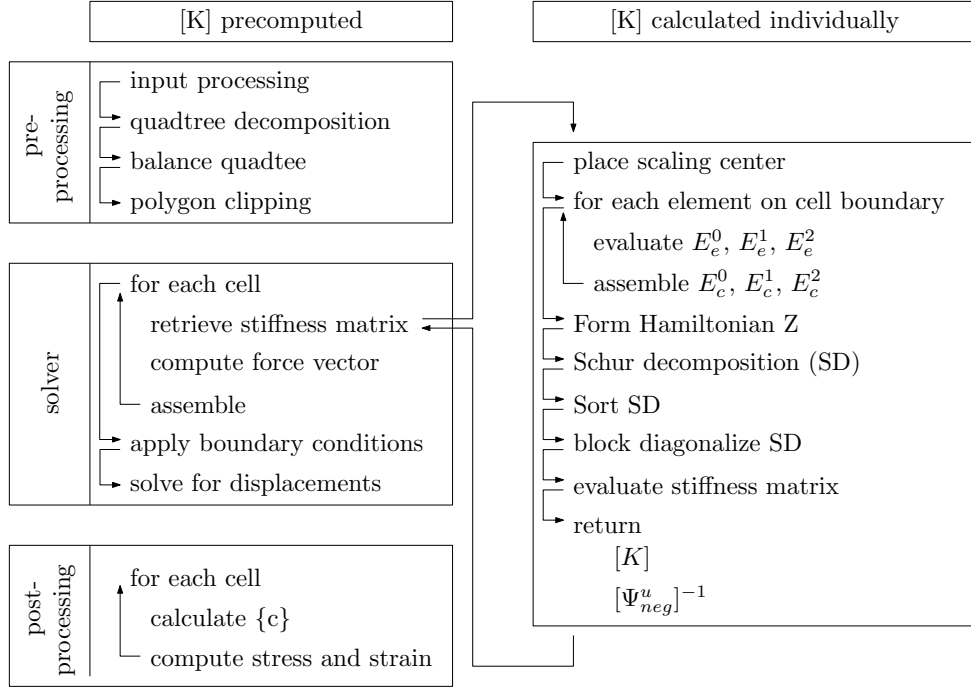 [K] precomputed
pre-
processing
input processing
quadtree decomposition
balance quadtee
polygon clipping
solver
for each cell
retrieve stiffness matrix
compute force vector
assemble
apply boundary conditions
solve for displacements
post-
processing
for each cell
calculate {c}
compute stress and strain
[K] calculated individually
place scaling center
for each element on cell boundary
evaluate $E_e^0$, $E_e^1$, $E_e^2$
assemble $E_c^0$, $E_c^1$, $E_c^2$
Form Hamiltonian Z
Schur decomposition (SD)
Sort SD
block diagonalize SD
evaluate stiffness matrix
return
$[K]$
$[\Psi_{neg}^u]^{-1}$